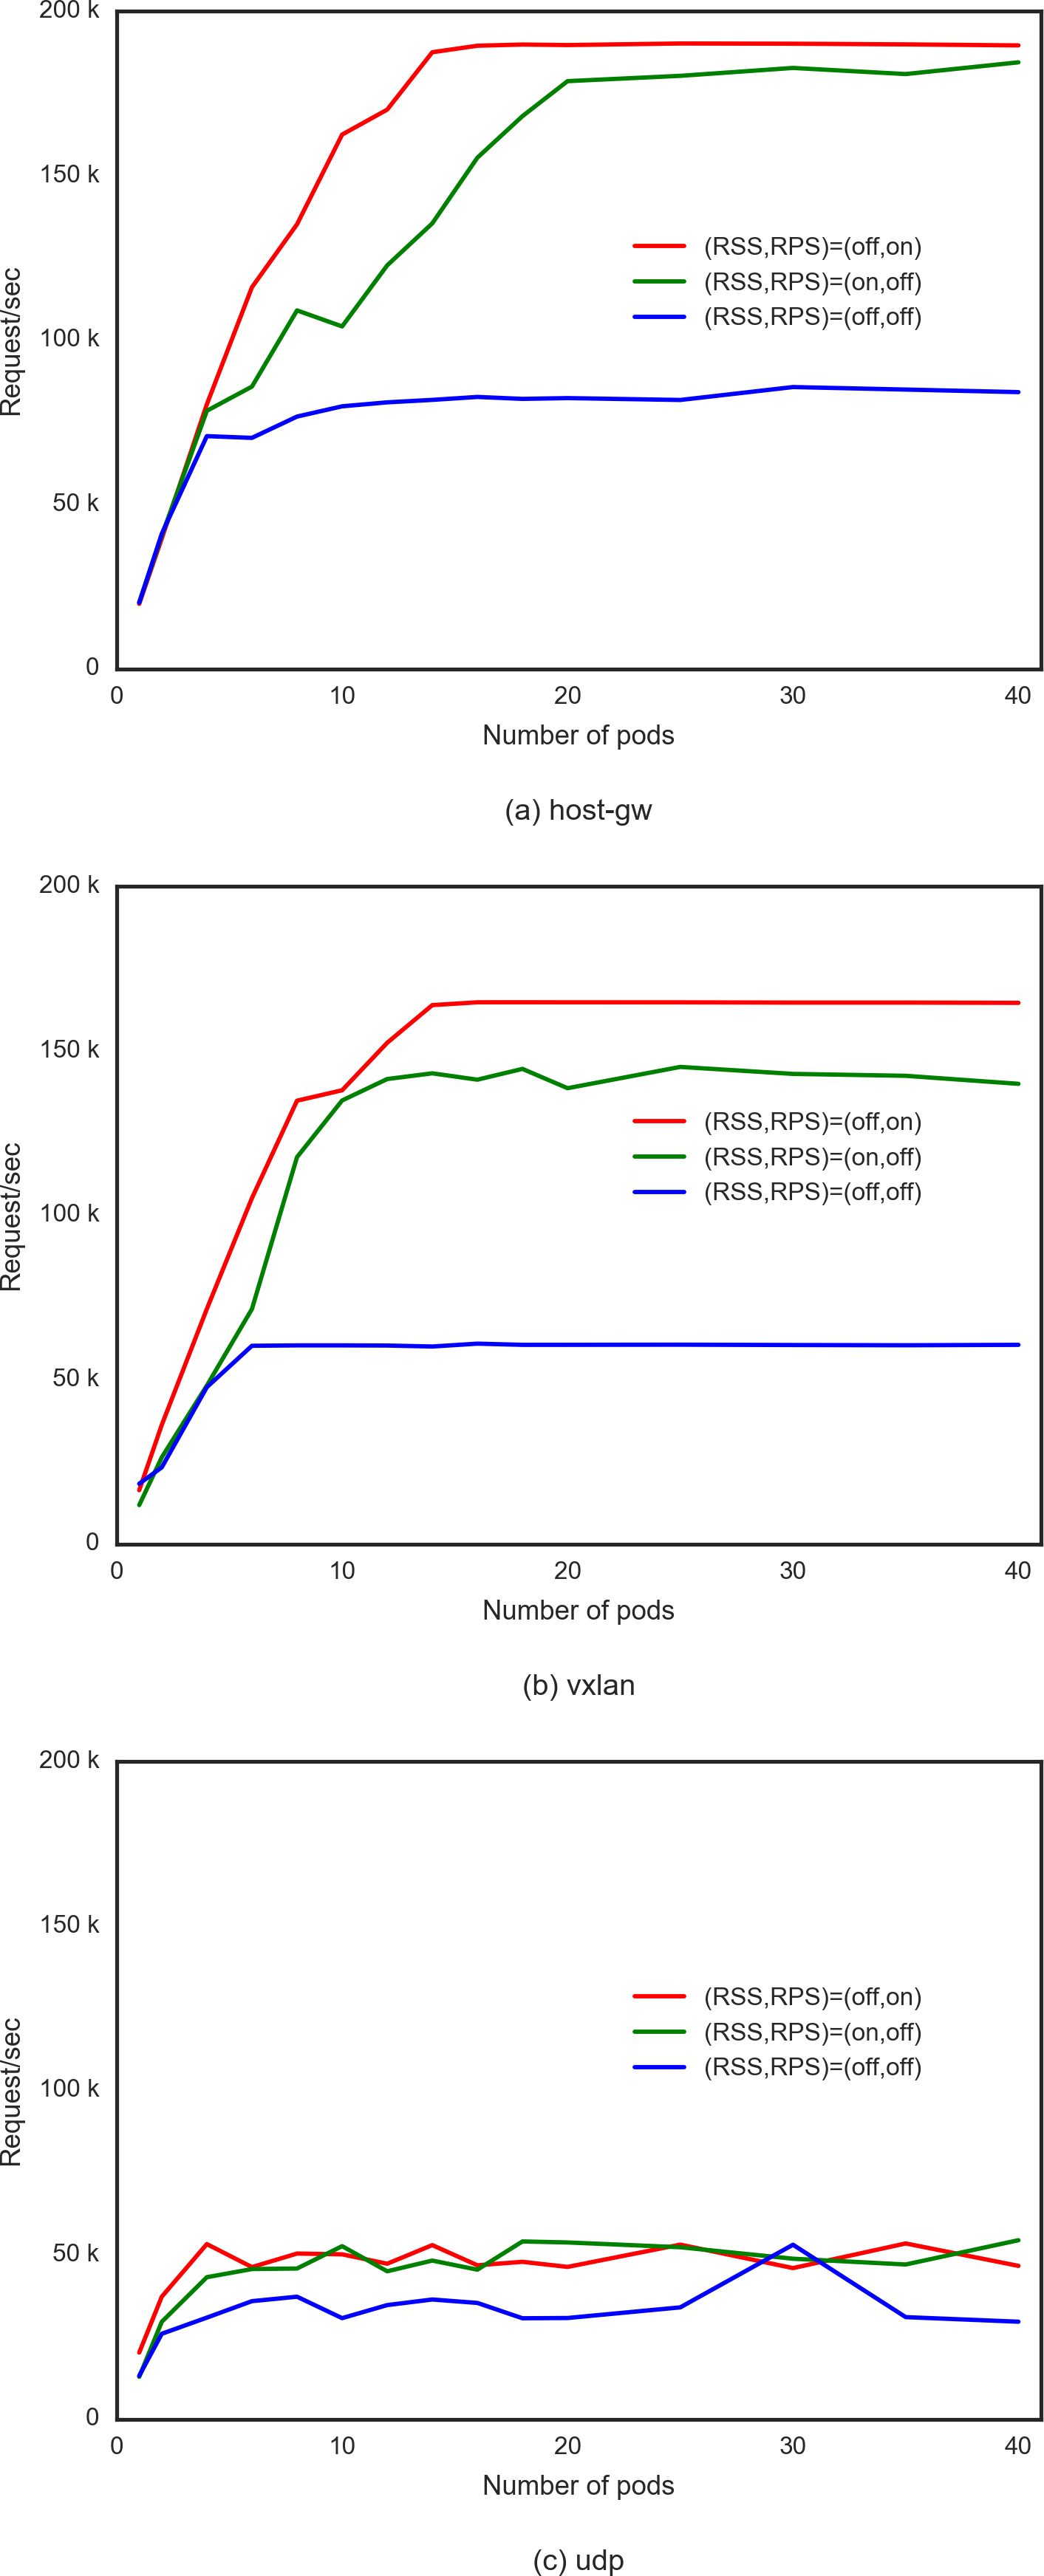 200 k
150 k
100 k
50 k
0
Request/sec
(RSS,RPS)=(off,on)
(RSS,RPS)=(on,off)
(RSS,RPS)=(off,off)
0 10 20 30 40
Number of pods
(a) host-gw
200 k
150 k
100 k
50 k
0
Request/sec
(RSS,RPS)=(off,on)
(RSS,RPS)=(on,off)
(RSS,RPS)=(off,off)
0 10 20 30 40
Number of pods
(b) vxlan
200 k
150 k
100 k
50 k
0
Request/sec
(RSS,RPS)=(off,on)
(RSS,RPS)=(on,off)
(RSS,RPS)=(off,off)
0 10 20 30 40
Number of pods
(c) udp